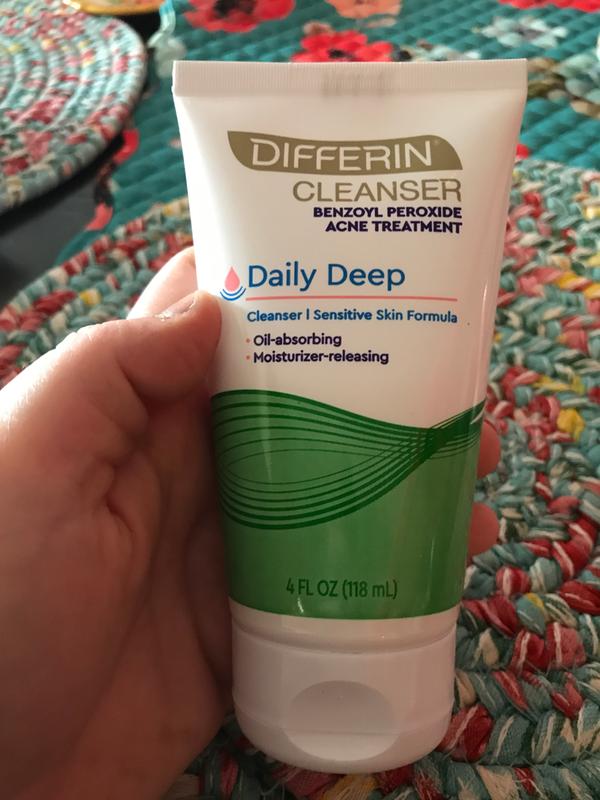 DIFFERIN®
CLEANSER
BENZOYL PEROXIDE
ACNE TREATMENT
Daily Deep
Cleanser | Sensitive Skin Formula
• Oil-absorbing
• Moisturizer-releasing
4 FL OZ (118 mL)